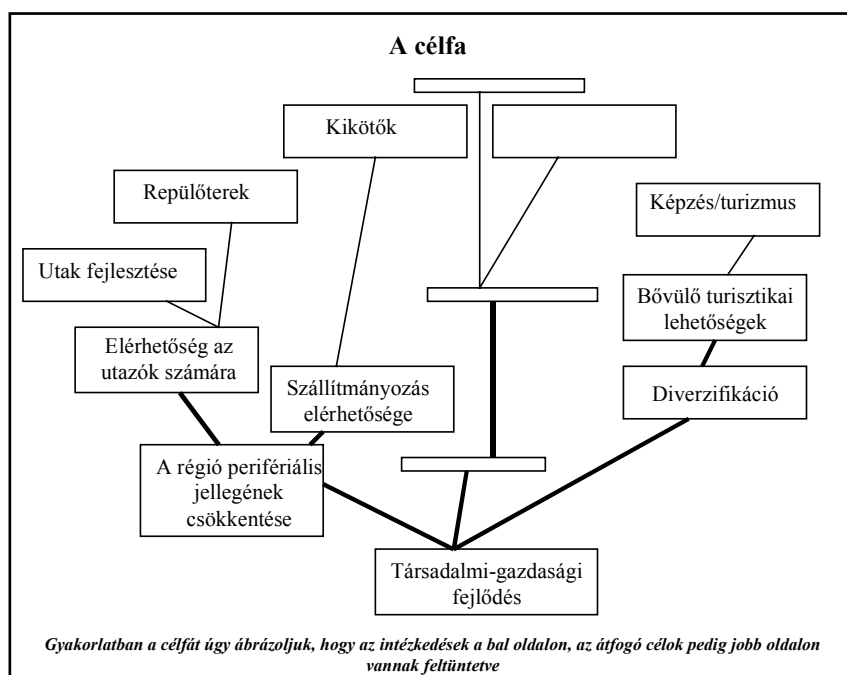 A célfa
Kikötők
Repülőterek
Képzés/turizmus
Utak fejlesztése
Bővülő turisztikai
lehetőségek
Elérhetőség az
utazók számára
Szállítmányozás
elérhetősége
Diverzifikáció
A régió perifériális
jellegének
csökkentése
Társadalmi-gazdasági
fejlődés
Gyakorlatban a célfát úgy ábrázoljuk, hogy az intézkedések a bal oldalon, az átfogó célok pedig jobb oldalon
vannak feltüntetve